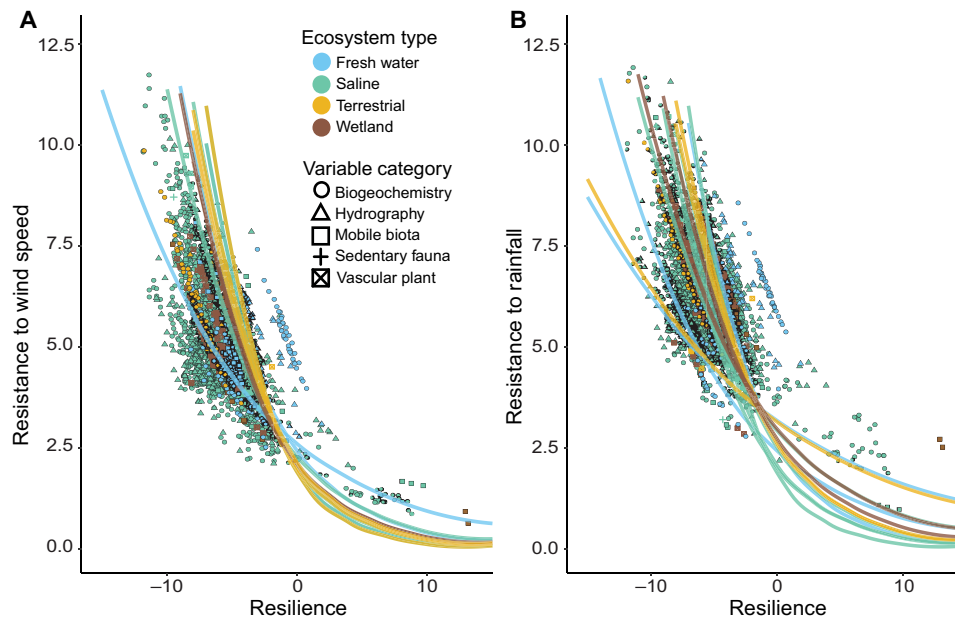 A
Resistance to wind speed
12.5
10.0
7.5
5.0
2.5
0.0
−10
0
10
Resilience
Ecosystem type
Fresh water
Saline
Terrestrial
Wetland
Variable category
Biogeochemistry
Hydrography
Mobile biota
Sedentary fauna
Vascular plant
B
Resistance to rainfall
12.5
10.0
7.5
5.0
2.5
0.0
−10
0
10
Resilience